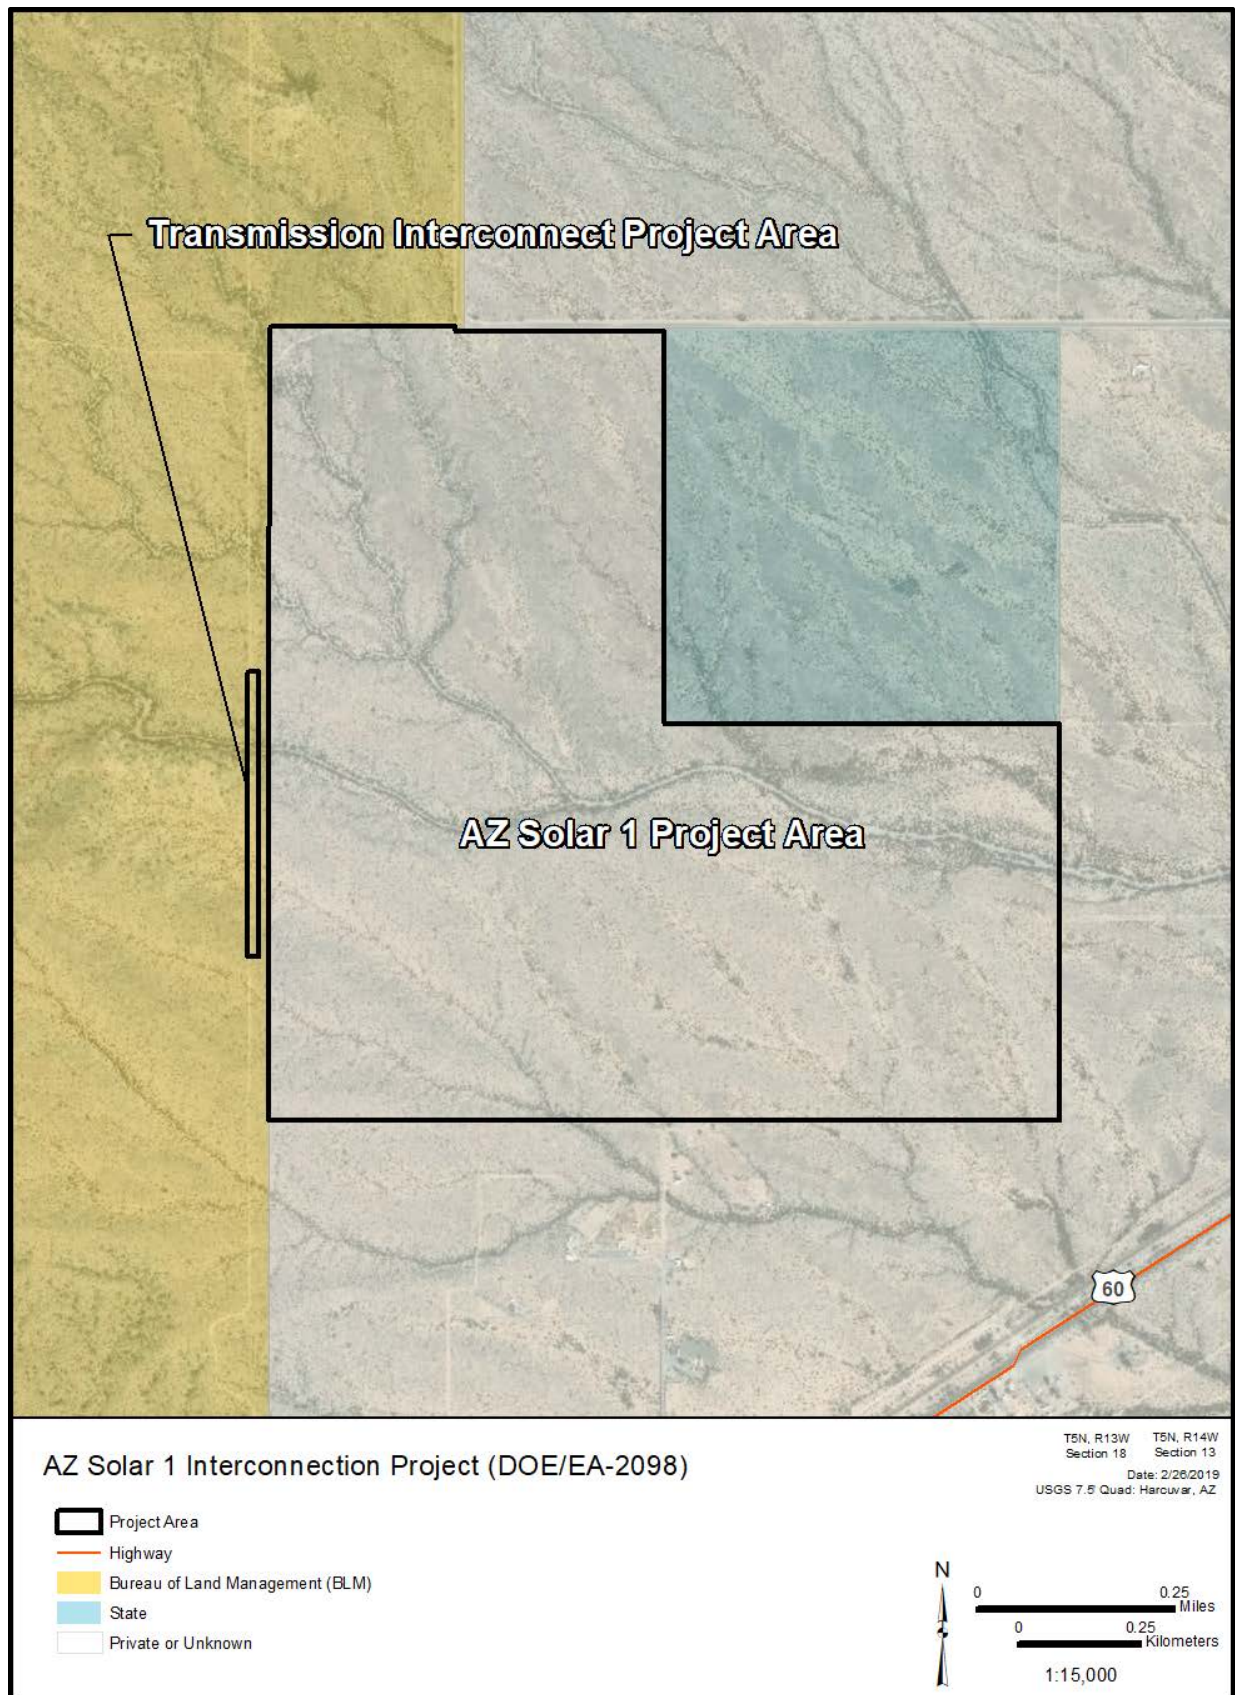 Transmission Interconnect Project Area
AZ Solar 1 Project Area
60
AZ Solar 1 Interconnection Project (DOE/EA-2098)
T5N, R13W T5N, R14W
Section 18 Section 13
Date: 2/26/2019
USGS 7.5' Quad: Harcuvar, AZ
Project Area
Highway
Bureau of Land Management (BLM)
State
Private or Unknown
N
0 0.25
Miles
0 0.25
Kilometers
1:15,000